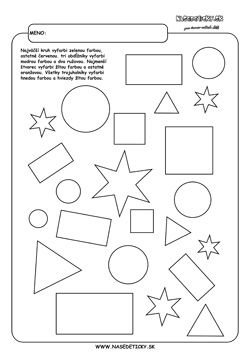 NASEDETICKY.SK
MENO:
Najväčší kruh vyfarbi zelenou farbou,
ostatné červenou. tri obdĺžniky vyfarbi
modrou farbou a dva ružovou. Najmenší
štvorec vyfarbi žltou farbou a ostatné
oranžovou. Všetky trojuholníky vyfarbi
hnedou farbou a hviezdy žltou farbou.
WWW.NASEDETICKY.SK